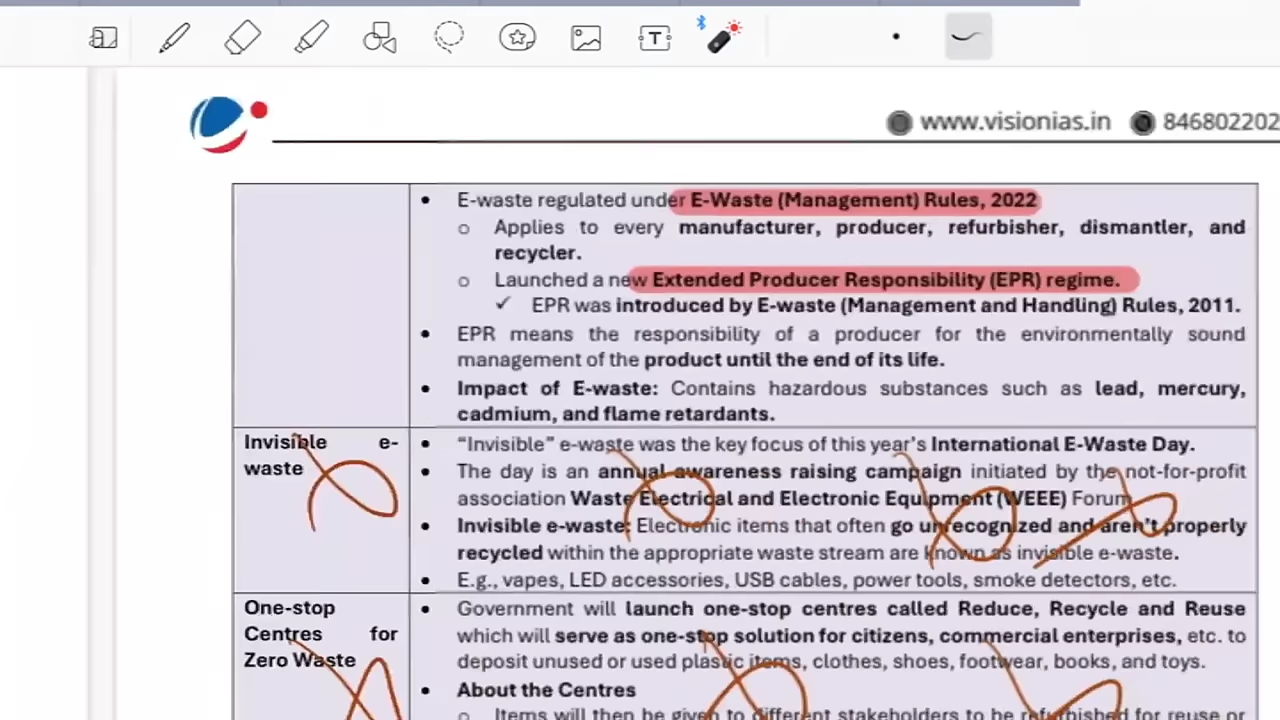 www.visionias.in 846802202
• E-waste regulated under E-Waste (Management) Rules, 2022
o Applies to every manufacturer, producer, refurbisher, dismantler, and
recycler.
o Launched a new Extended Producer Responsibility (EPR) regime.
✓ EPR was introduced by E-waste (Management and Handling) Rules, 2011.
• EPR means the responsibility of a producer for the environmentally sound
management of the product until the end of its life.
• Impact of E-waste: Contains hazardous substances such as lead, mercury,
cadmium, and flame retardants.
Invisible e-
waste
• “Invisible” e-waste was the key focus of this year’s International E-Waste Day.
• The day is an annual awareness raising campaign initiated by the not-for-profit
association Waste Electrical and Electronic Equipment (WEEE) Forum
• Invisible e-waste: Electronic items that often go unrecognized and aren’t properly
recycled within the appropriate waste stream are known as invisible e-waste.
• E.g., vapes, LED accessories, USB cables, power tools, smoke detectors, etc.
One-stop
Centres for
Zero Waste
• Government will launch one-stop centres called Reduce, Recycle and Reuse
which will serve as one-stop solution for citizens, commercial enterprises, etc. to
deposit unused or used plastic items, clothes, shoes, footwear, books, and toys.
• About the Centres
o Items will then be given to different stakeholders to be refurbished for reuse or